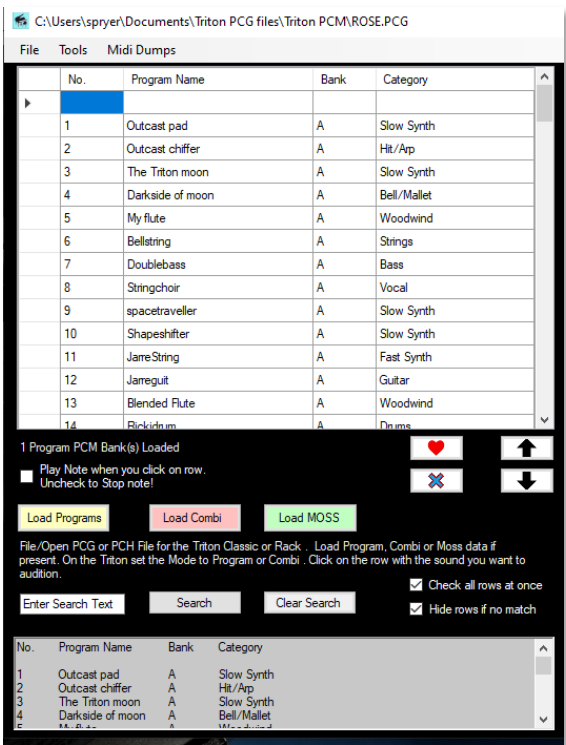 C:\Users\spryer\Documents\Triton PCG files\Triton PCM\ROSE.PCG
File Tools Midi Dumps
No. Program Name Bank Category
1 Outcast pad A Slow Synth
2 Outcast chiffer A Hit/Arp
3 The Triton moon A Slow Synth
4 Darkside of moon A Bell/Mallet
5 My flute A Woodwind
6 Bellstring A Strings
7 Doublebass A Bass
8 Stringchoir A Vocal
9 spacetraveller A Slow Synth
10 Shapeshifter A Slow Synth
11 JarreString A Fast Synth
12 Jarreguit A Guitar
13 Blended Flute A Woodwind
14 Rickidrum A Drums
1 Program PCM Bank(s) Loaded
Play Note when you click on row.
Uncheck to Stop note!
Load Programs Load Combi Load MOSS
File/Open PCG or PCH File for the Triton Classic or Rack . Load Program, Combi or Moss data if
present. On the Triton set the Mode to Program or Combi . Click on the row with the sound you want to
audition.
Check all rows at once
Enter Search Text Search Clear Search
Hide rows if no match
No. Program Name Bank Category
1 Outcast pad A Slow Synth
2 Outcast chiffer A Hit/Arp
3 The Triton moon A Slow Synth
4 Darkside of moon A Bell/Mallet
5 My flute A Woodwind